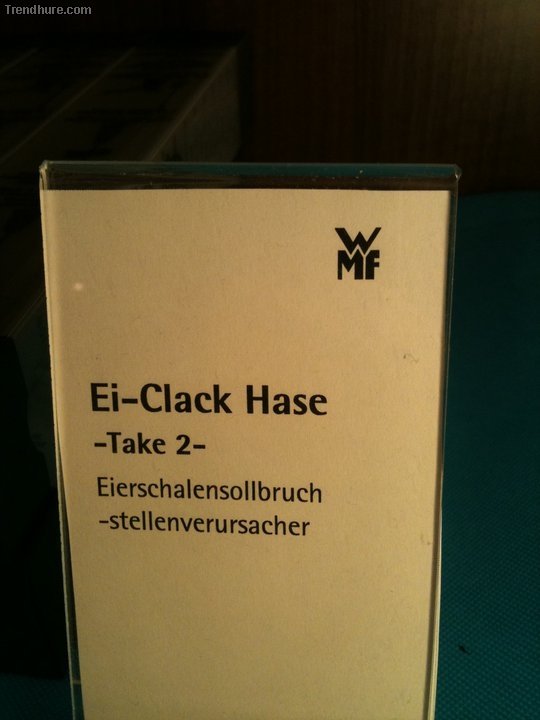 Trendhure.com
WMF
Ei-Clack Hase
-Take 2-
Eierschalensollbruch
-stellenverursacher